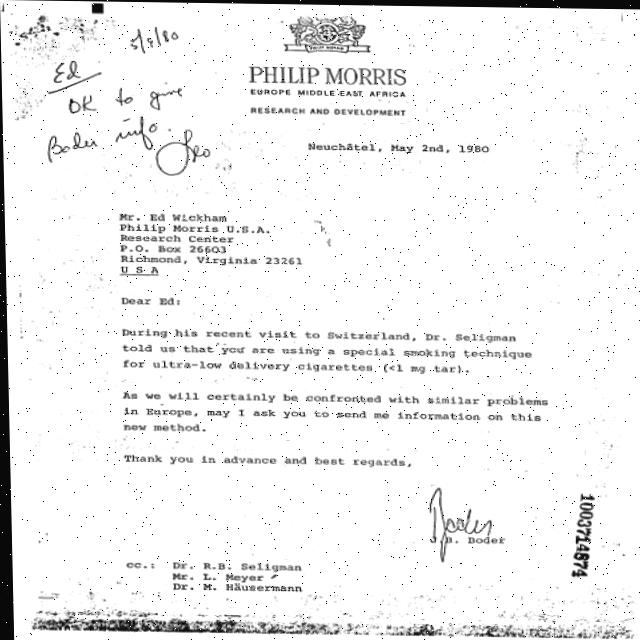 5/9/80
Ed
OK to give
Boder info.
PHILIP MORRIS
EUROPE, MIDDLE EAST, AFRICA
RESEARCH AND DEVELOPMENT
Neuchâtel, May 2nd, 1980
Mr. Ed Wickham
Philip Morris U.S.A.
Research Center
P.O. Box 26603
Richmond, Virginia 23261
U S A
Dear Ed:
During his recent visit to Switzerland, Dr. Seligman
told us that you are using a special smoking technique
for ultra-low delivery cigarettes (<1 mg tar).
As we will certainly be confronted with similar problems
in Europe, may I ask you to send me information on this
new method.
Thank you in advance and best regards,
Boder
J.B. Boder
cc.: Dr. R.B. Seligman
Mr. L. Meyer
Dr. M. Häusermann
1003714874